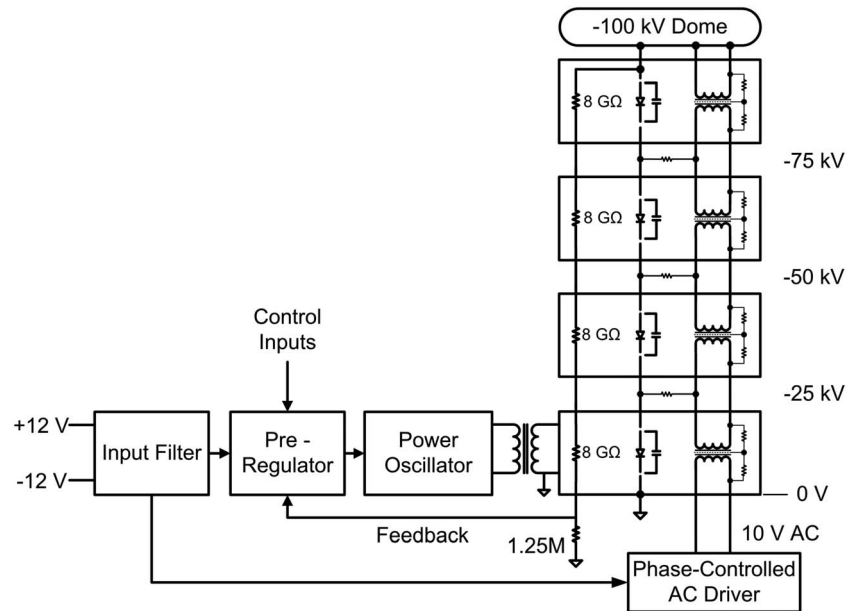 -100 kV Dome
8 GΩ
-75 kV
8 GΩ
-50 kV
8 GΩ
Control
Inputs
-25 kV
+12 V
-12 V
Input Filter
Pre -
Regulator
Power
Oscillator
8 GΩ
0 V
Feedback
1.25M
10 V AC
Phase-Controlled
AC Driver